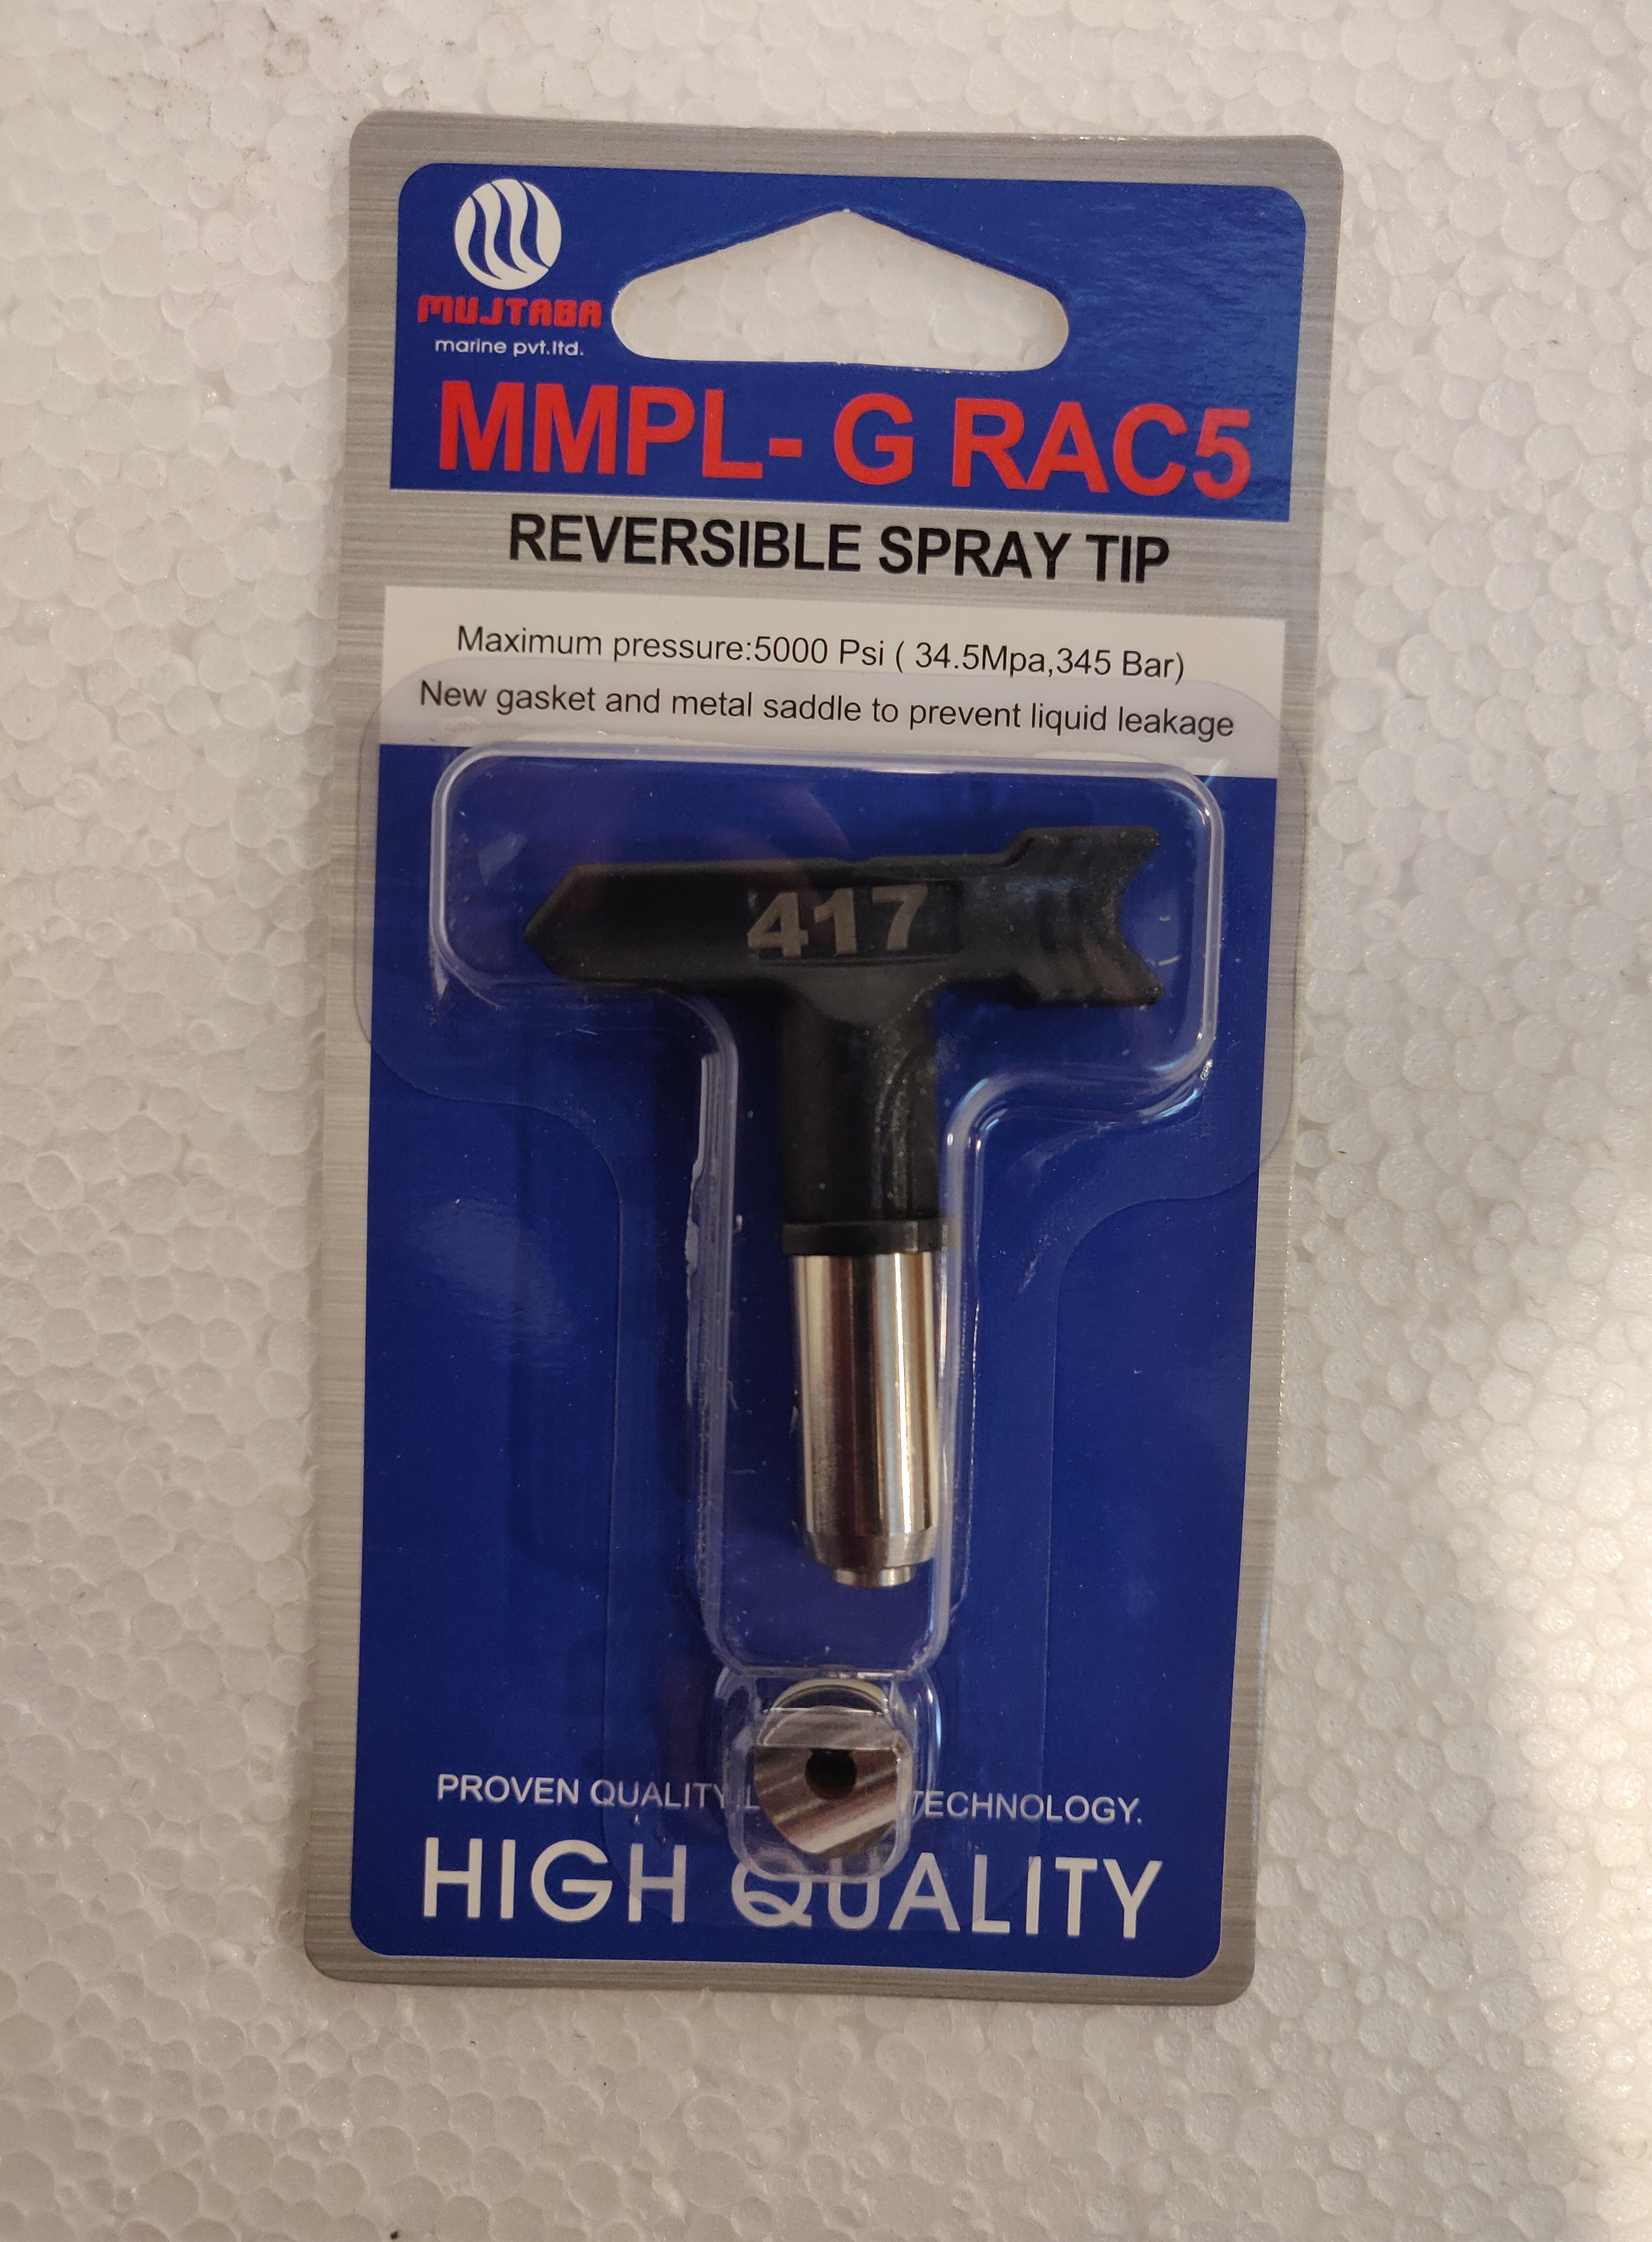 MUJTABA
marine pvt.ltd.
MMPL- G RAC5
REVERSIBLE SPRAY TIP
Maximum pressure:5000 Psi ( 34.5Mpa,345 Bar)
New gasket and metal saddle to prevent liquid leakage
417
PROVEN QUALITY TECHNOLOGY.
HIGH QUALITY